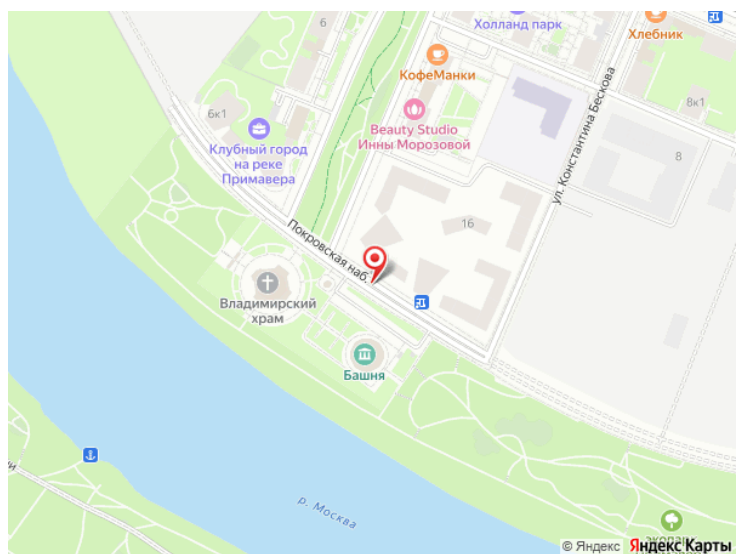 6
Холланд парк
Хлебник
КофеМанки
ул. Константина Бескова
8к1
6к1
Beauty Studio
Инны Морозовой
Клубный город
на реке
Примавера
8
16
Покровская наб.
Владимирский
храм
Башня
р. Москва
© Яндекс Яндекс Карты